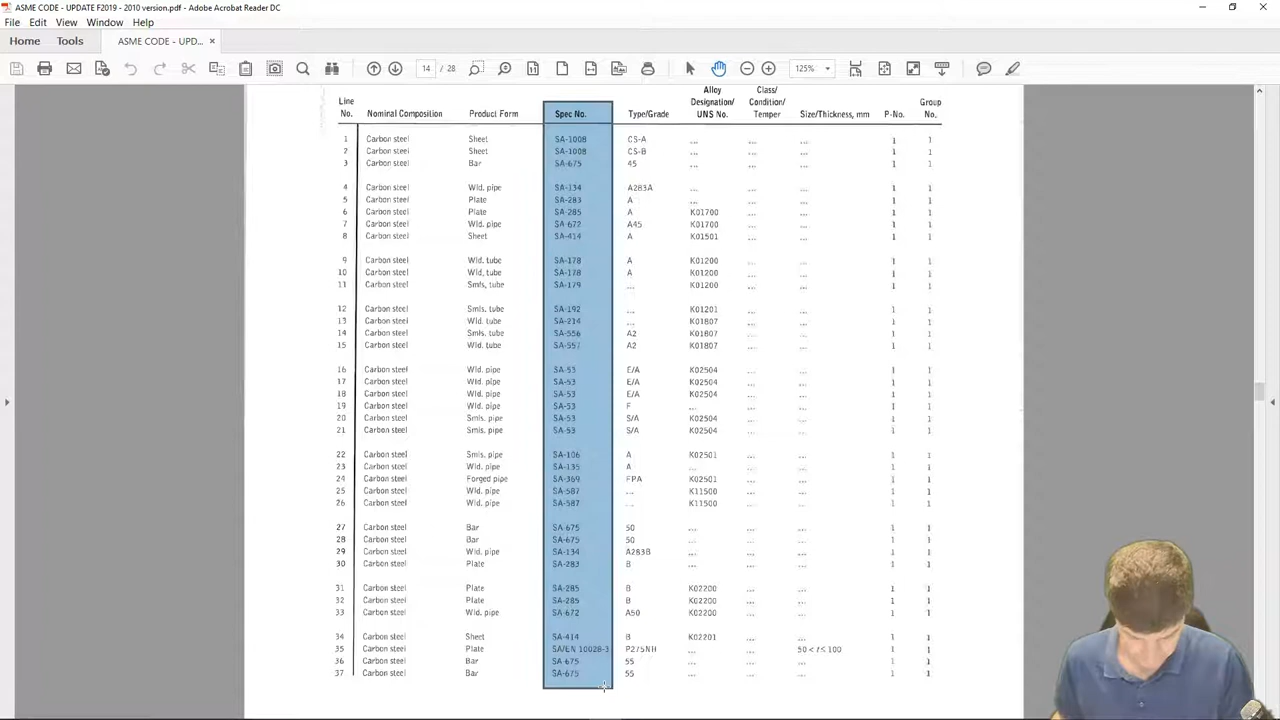 ASME CODE - UPDATE F2019 - 2010 version.pdf - Adobe Acrobat Reader DC
File Edit View Window Help
Home Tools ASME CODE - UPD... ×
14 / 28 125%
Line No. Nominal Composition Product Form Spec No. Type/Grade Alloy Designation/ UNS No. Class/ Condition/ Temper Size/Thickness, mm P-No. Group No.
1 Carbon steel Sheet SA-1008 CS-A ... ... ... 1 1
2 Carbon steel Sheet SA-1008 CS-B ... ... ... 1 1
3 Carbon steel Bar SA-675 45 ... ... ... 1 1
4 Carbon steel Wld. pipe SA-134 A283A ... ... ... 1 1
5 Carbon steel Plate SA-283 A ... ... ... 1 1
6 Carbon steel Plate SA-285 A K01700 ... ... 1 1
7 Carbon steel Wld. pipe SA-672 A45 K01700 ... ... 1 1
8 Carbon steel Sheet SA-414 A K01501 ... ... 1 1
9 Carbon steel Wld. tube SA-178 A K01200 ... ... 1 1
10 Carbon steel Wld. tube SA-178 A K01200 ... ... 1 1
11 Carbon steel Smls. tube SA-179 ... K01200 ... ... 1 1
12 Carbon steel Smls. tube SA-192 ... K01201 ... ... 1 1
13 Carbon steel Wld. tube SA-214 ... K01807 ... ... 1 1
14 Carbon steel Smls. tube SA-556 A2 K01807 ... ... 1 1
15 Carbon steel Wld. tube SA-557 A2 K01807 ... ... 1 1
16 Carbon steel Wld. pipe SA-53 E/A K02504 ... ... 1 1
17 Carbon steel Wld. pipe SA-53 E/A K02504 ... ... 1 1
18 Carbon steel Wld. pipe SA-53 E/A K02504 ... ... 1 1
19 Carbon steel Wld. pipe SA-53 F ... ... ... 1 1
20 Carbon steel Smls. pipe SA-53 S/A K02504 ... ... 1 1
21 Carbon steel Smls. pipe SA-53 S/A K02504 ... ... 1 1
22 Carbon steel Smls. pipe SA-106 A K02501 ... ... 1 1
23 Carbon steel Wld. pipe SA-135 A ... ... ... 1 1
24 Carbon steel Forged pipe SA-369 FPA K02501 ... ... 1 1
25 Carbon steel Wld. pipe SA-587 ... K11500 ... ... 1 1
26 Carbon steel Wld. pipe SA-587 ... K11500 ... ... 1 1
27 Carbon steel Bar SA-675 50 ... ... ... 1 1
28 Carbon steel Bar SA-675 50 ... ... ... 1 1
29 Carbon steel Wld. pipe SA-134 A283B ... ... ... 1 1
30 Carbon steel Plate SA-283 B ... ... ... 1 1
31 Carbon steel Plate SA-285 B K02200 ... ... 1 1
32 Carbon steel Plate SA-285 B K02200 ... ... 1 1
33 Carbon steel Wld. pipe SA-672 A50 K02200 ... ... 1 1
34 Carbon steel Sheet SA-414 B K02201 ... ... 1 1
35 Carbon steel Plate SA/EN 10028-3 P275NH ... ... 50 < t ≤ 100 1 1
36 Carbon steel Bar SA-675 55 ... ... ... 1 1
37 Carbon steel Bar SA-675 55 ... ... ... 1 1